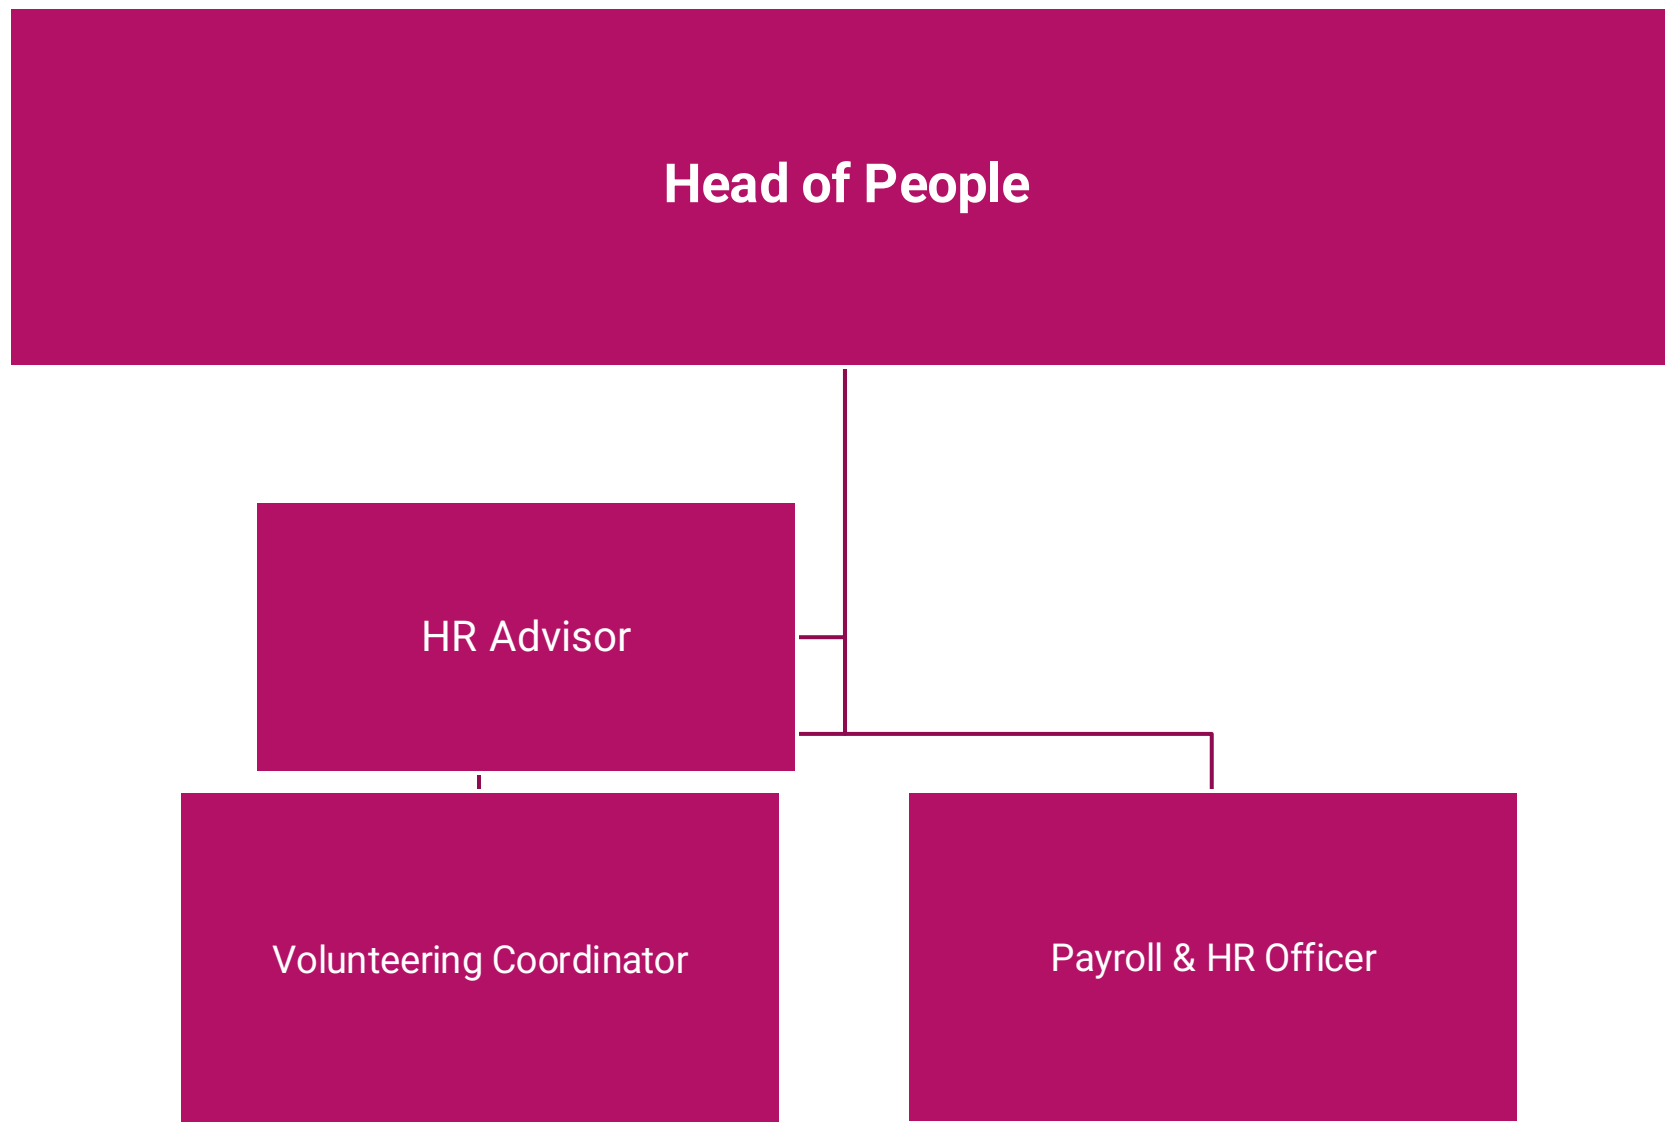 Head of People
HR Advisor
Volunteering Coordinator
Payroll & HR Officer